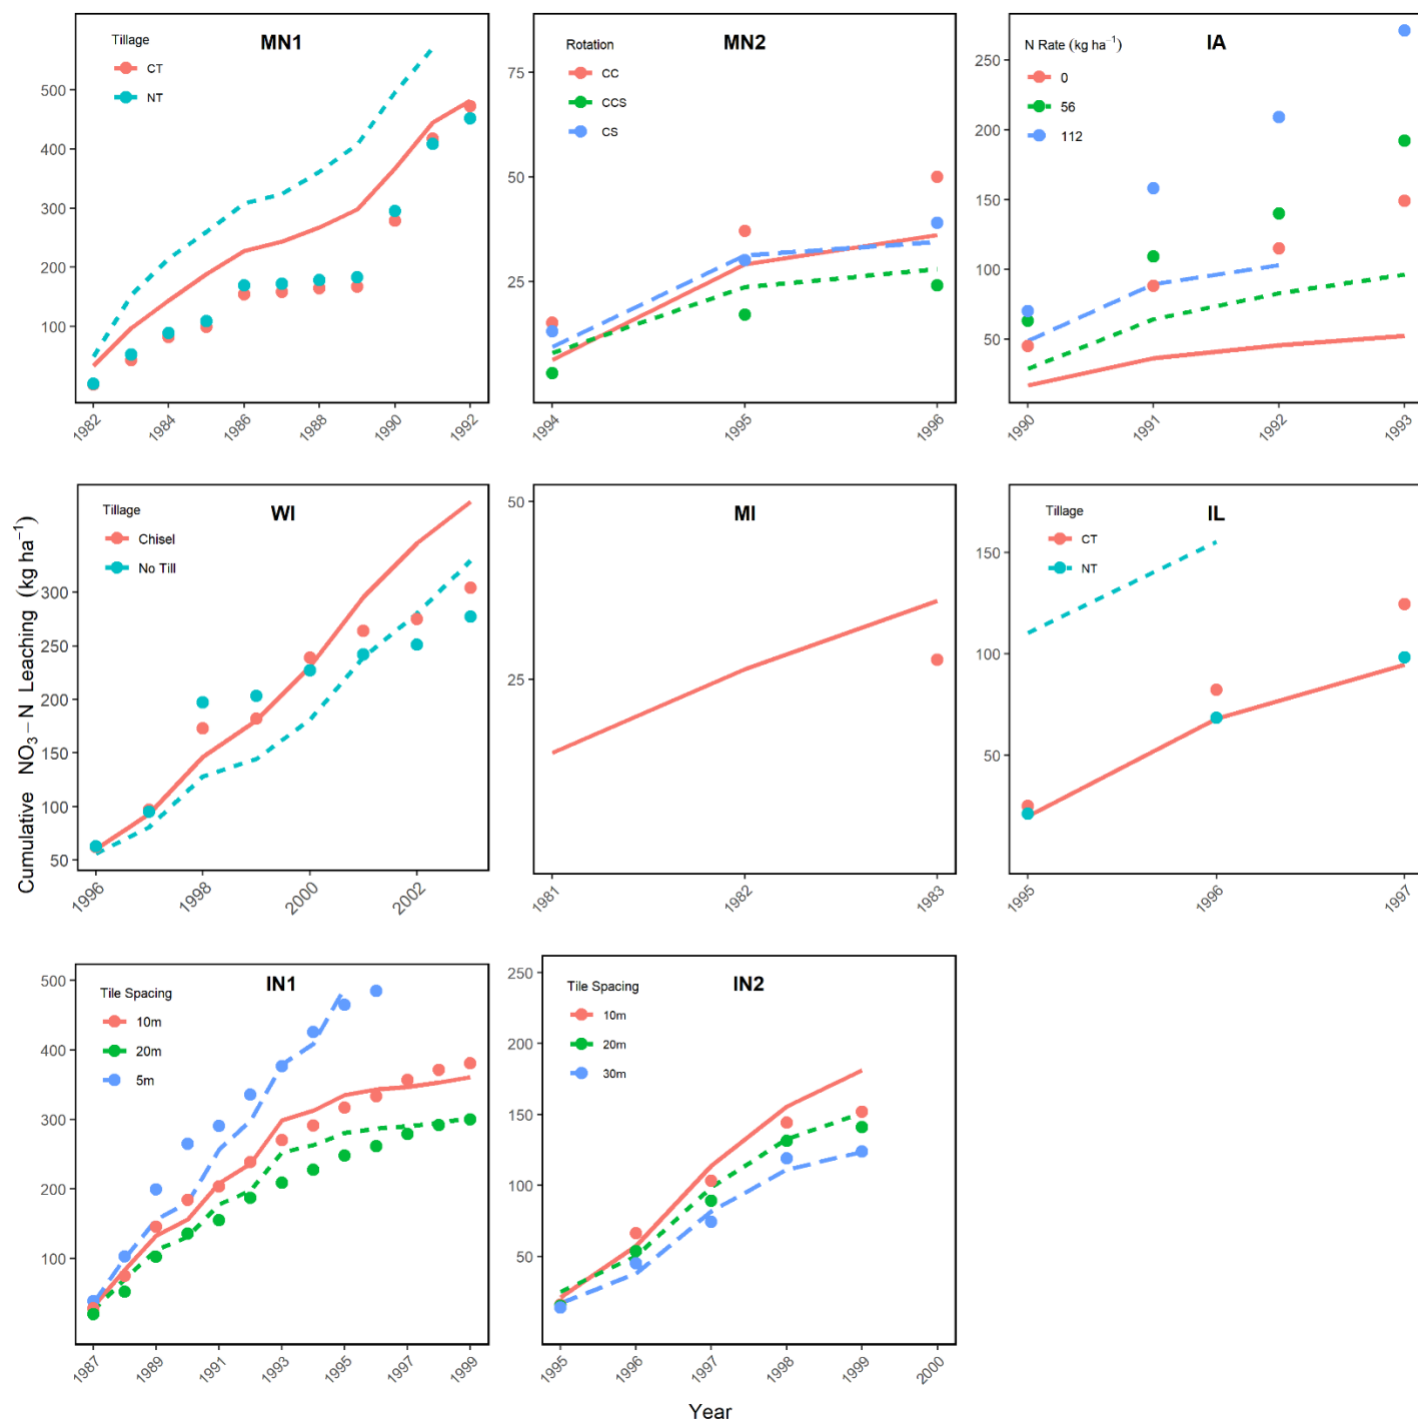 MN1
Tillage
CT
NT
500
400
300
200
100
1982
1984
1986
1988
1990
1992
MN2
Rotation
CC
CCS
CS
75
50
25
1994
1995
1996
IA
N Rate (kg ha⁻¹)
0
56
112
250
200
150
100
50
1990
1991
1992
1993
Cumulative NO₃−N Leaching (kg ha⁻¹)
WI
Tillage
Chisel
No Till
300
250
200
150
100
50
1996
1998
2000
2002
MI
50
25
1981
1982
1983
IL
Tillage
CT
NT
150
100
50
1995
1996
1997
IN1
Tile Spacing
10m
20m
5m
500
400
300
200
100
1987
1989
1991
1993
1995
1997
1999
IN2
Tile Spacing
10m
20m
30m
250
200
150
100
50
1995
1996
1997
1998
1999
2000
Year